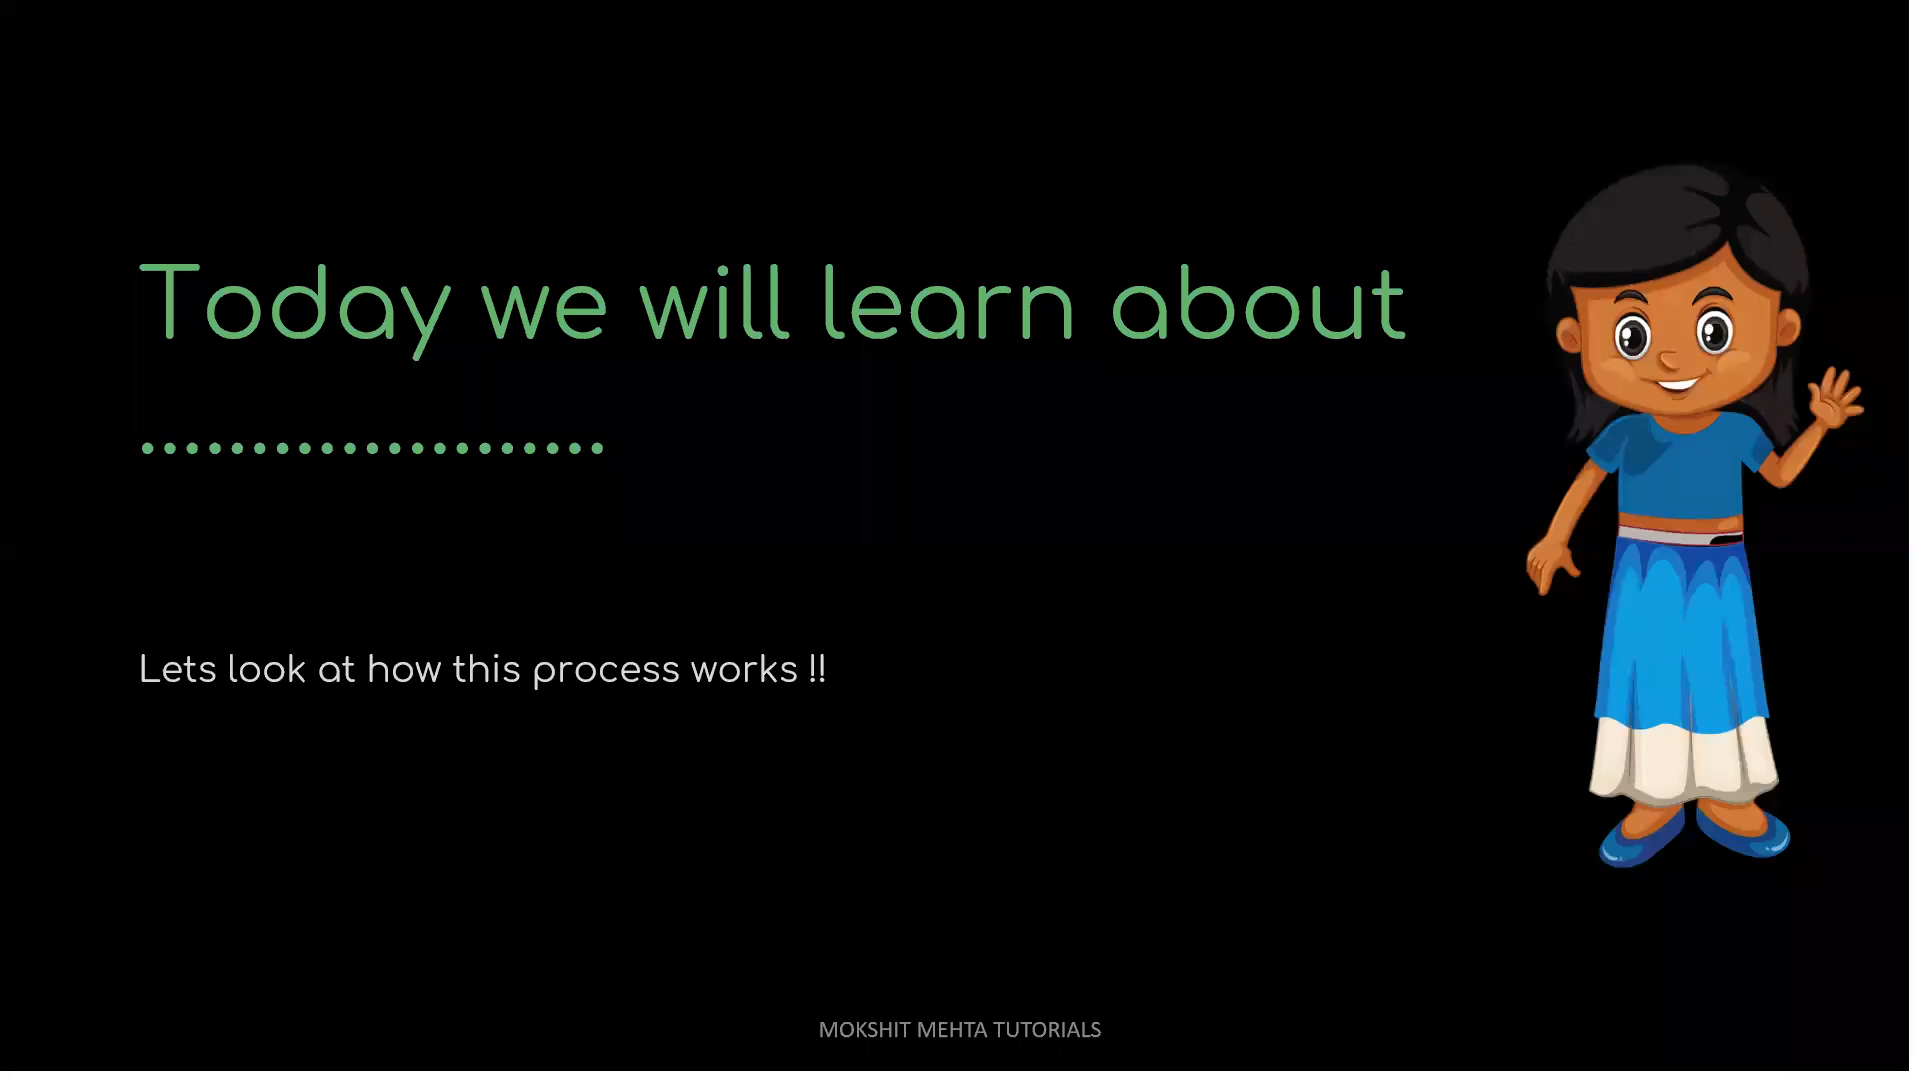 Today we will learn about
.....................
Lets look at how this process works !!
MOKSHIT MEHTA TUTORIALS